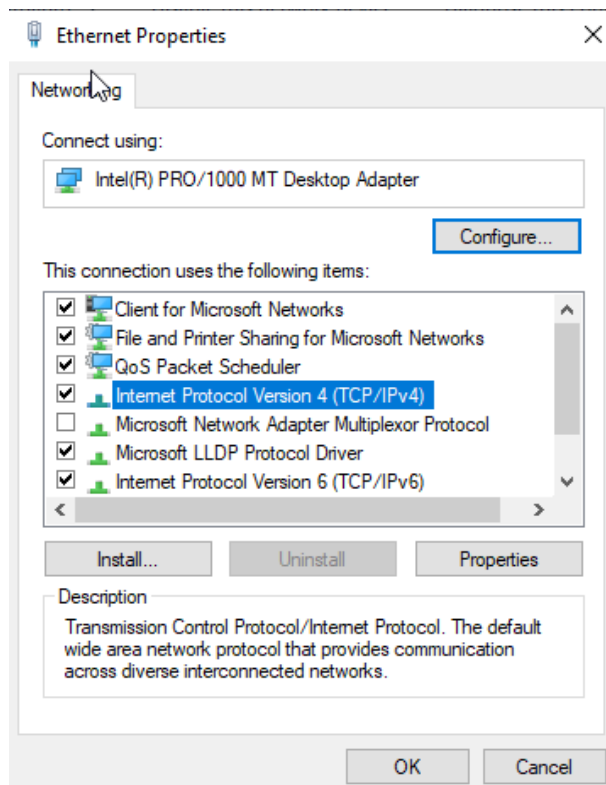 Ethernet Properties
Networking
Connect using:
Intel(R) PRO/1000 MT Desktop Adapter
Configure...
This connection uses the following items:
Client for Microsoft Networks
File and Printer Sharing for Microsoft Networks
QoS Packet Scheduler
Internet Protocol Version 4 (TCP/IPv4)
Microsoft Network Adapter Multiplexor Protocol
Microsoft LLDP Protocol Driver
Internet Protocol Version 6 (TCP/IPv6)
Install...
Uninstall
Properties
Description
Transmission Control Protocol/Internet Protocol. The default
wide area network protocol that provides communication
across diverse interconnected networks.
OK
Cancel